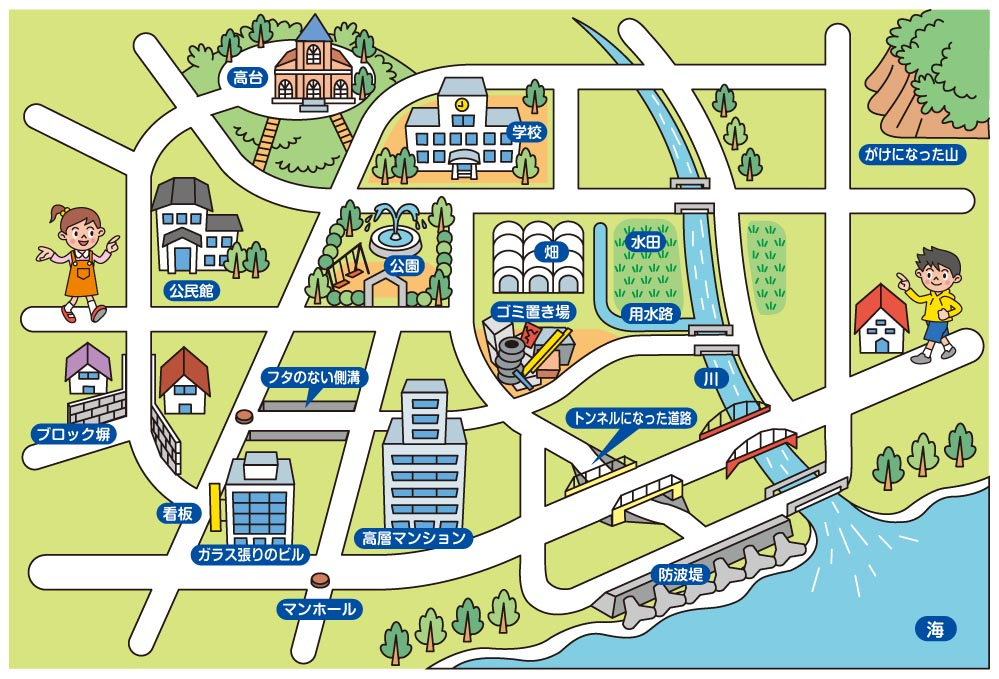 高台
学校
がけになった山
公民館
公園
畑
水田
ゴミ置き場
用水路
フタのない側溝
川
トンネルになった道路
ブロック塀
看板
ガラス張りのビル
高層マンション
防波堤
マンホール
海